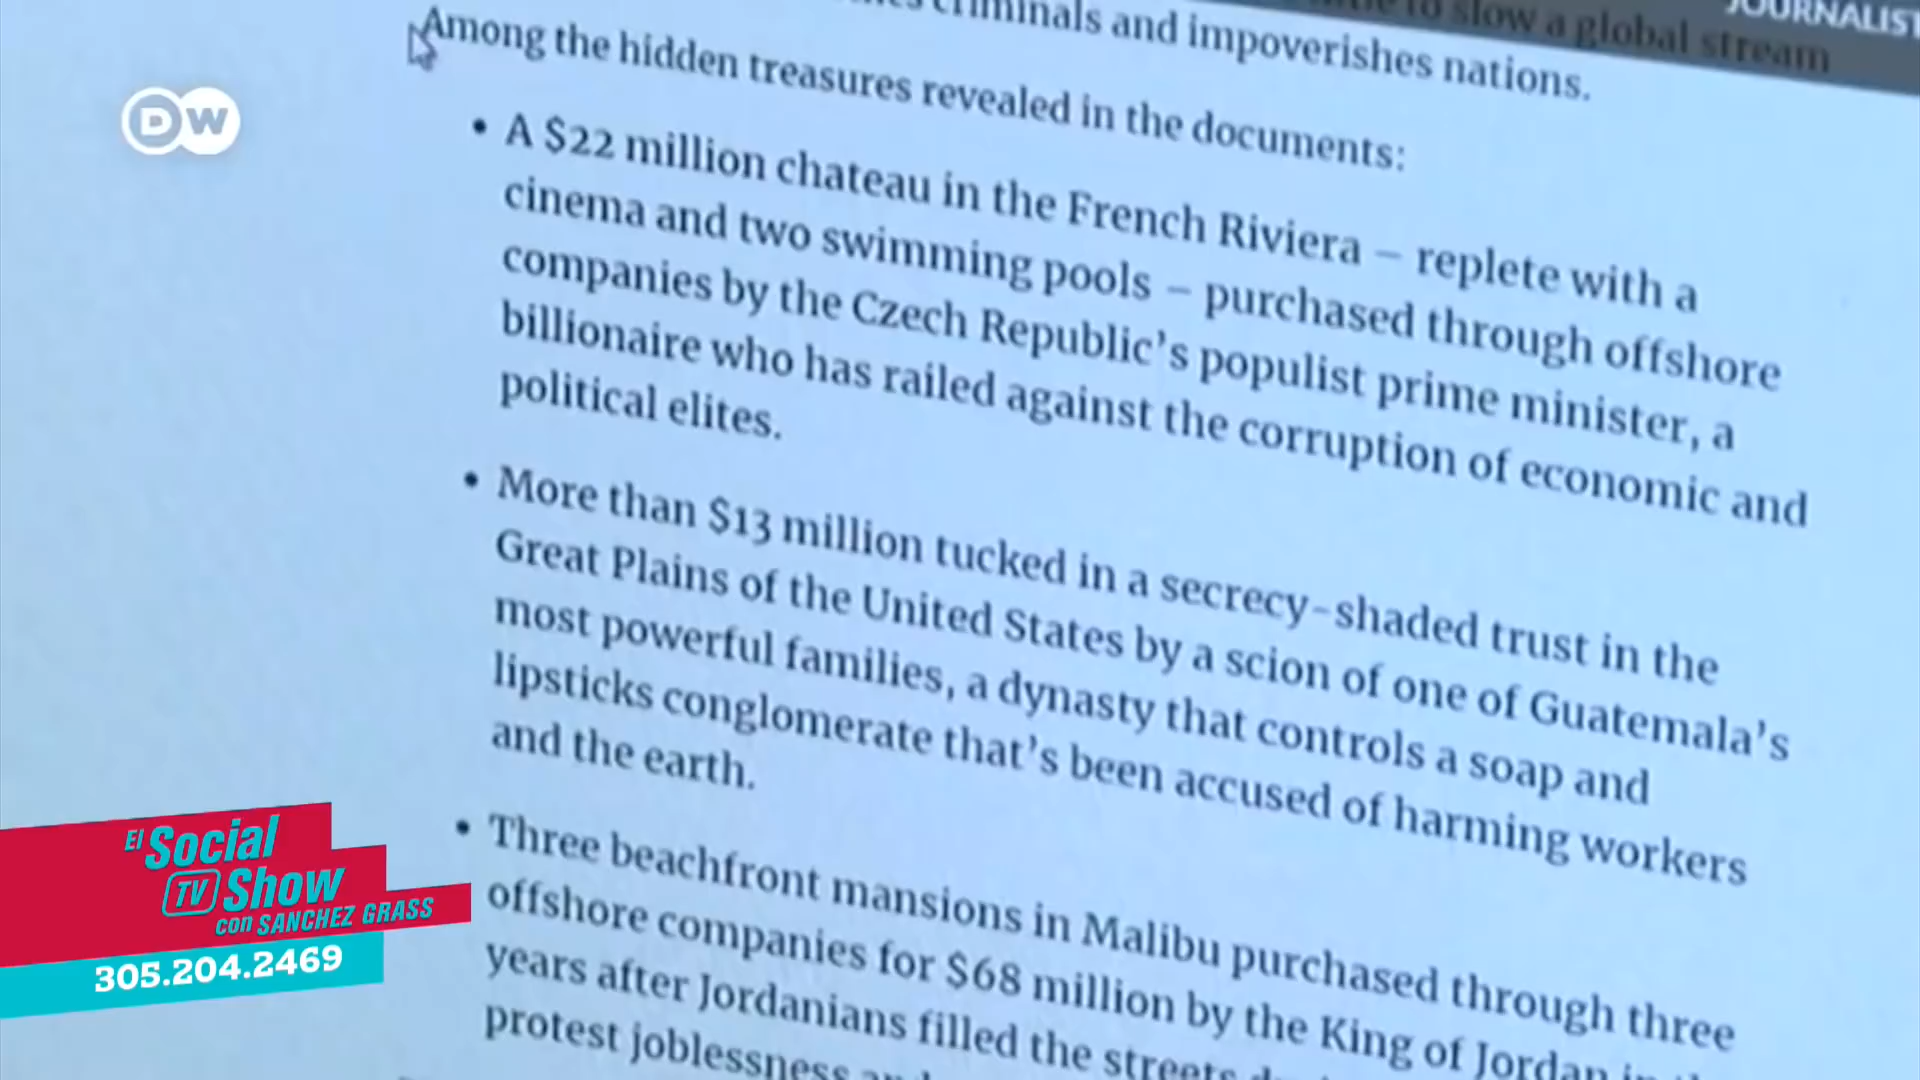 JOURNALIST
to slow a global stream
criminals and impoverishes nations.
Among the hidden treasures revealed in the documents:
• A $22 million chateau in the French Riviera – replete with a
cinema and two swimming pools – purchased through offshore
companies by the Czech Republic's populist prime minister, a
billionaire who has railed against the corruption of economic and
political elites.
• More than $13 million tucked in a secrecy-shaded trust in the
Great Plains of the United States by a scion of one of Guatemala's
most powerful families, a dynasty that controls a soap and
lipsticks conglomerate that's been accused of harming workers
and the earth.
• Three beachfront mansions in Malibu purchased through three
offshore companies for $68 million by the King of Jordan in
years after Jordanians filled the streets
protest joblessness and
DW
El Social
TV Show
con SANCHEZ GRASS
305.204.2469